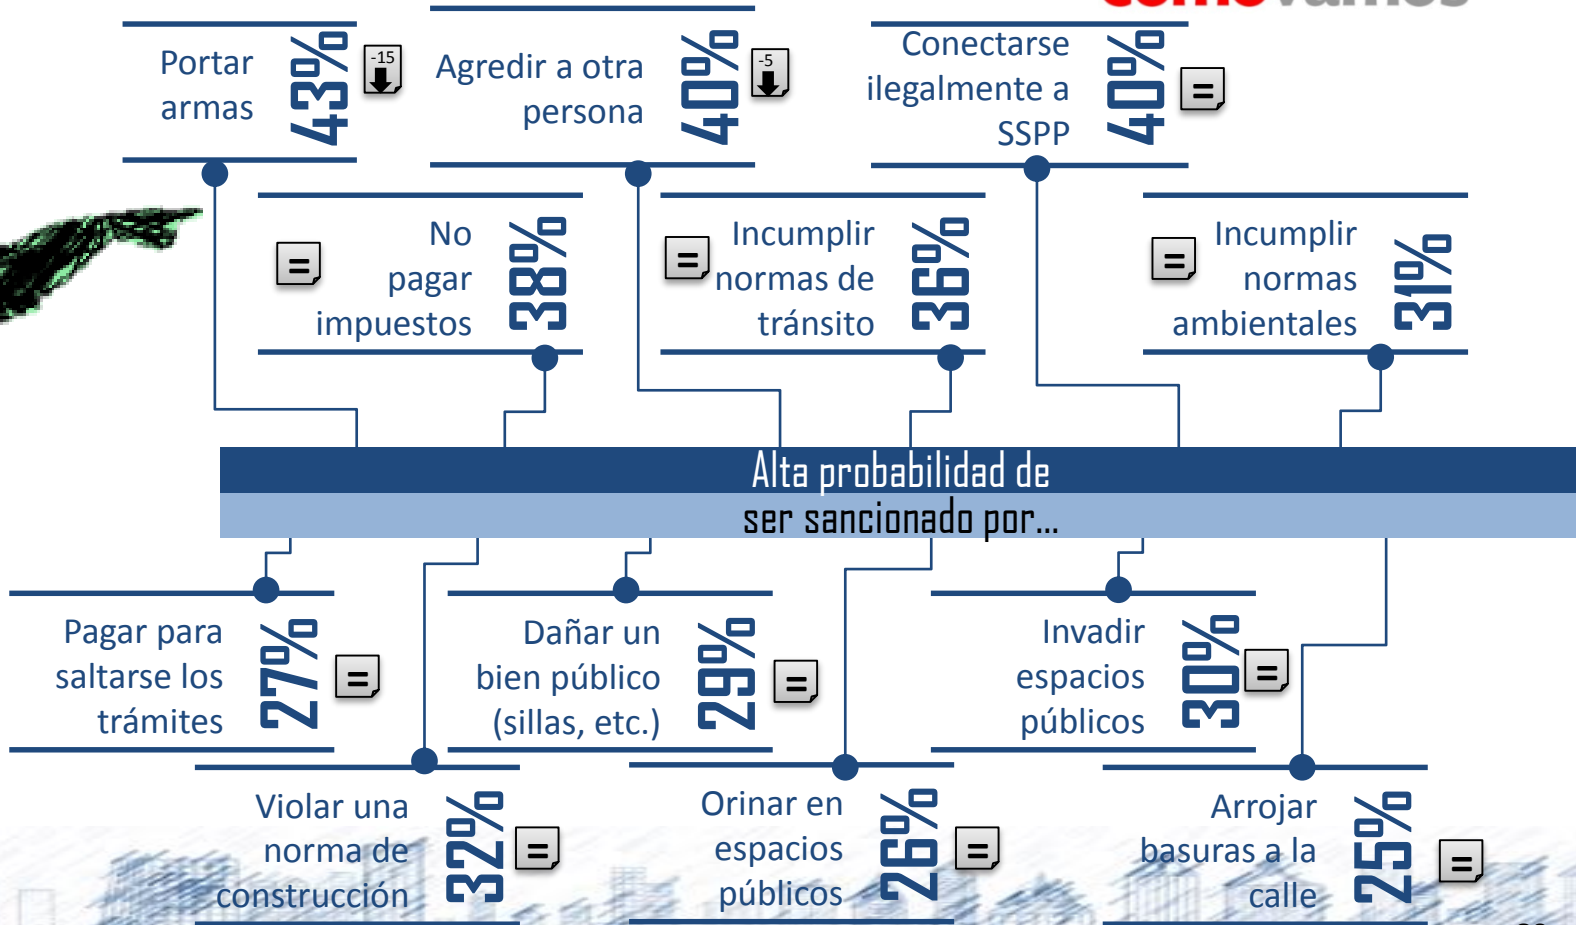 Portar
armas
43%
-15
Agredir a otra
persona
40%
-5
Conectarse
ilegalmente a
SSPP
40%
=
=
No
pagar
impuestos
38%
=
Incumplir
normas de
tránsito
36%
=
Incumplir
normas
ambientales
31%
Alta probabilidad de
ser sancionado por...
Pagar para
saltarse los
trámites
27%
=
Dañar un
bien público
(sillas, etc.)
29%
=
Invadir
espacios
públicos
30%
=
Violar una
norma de
construcción
32%
=
Orinar en
espacios
públicos
26%
=
Arrojar
basuras a la
calle
25%
=